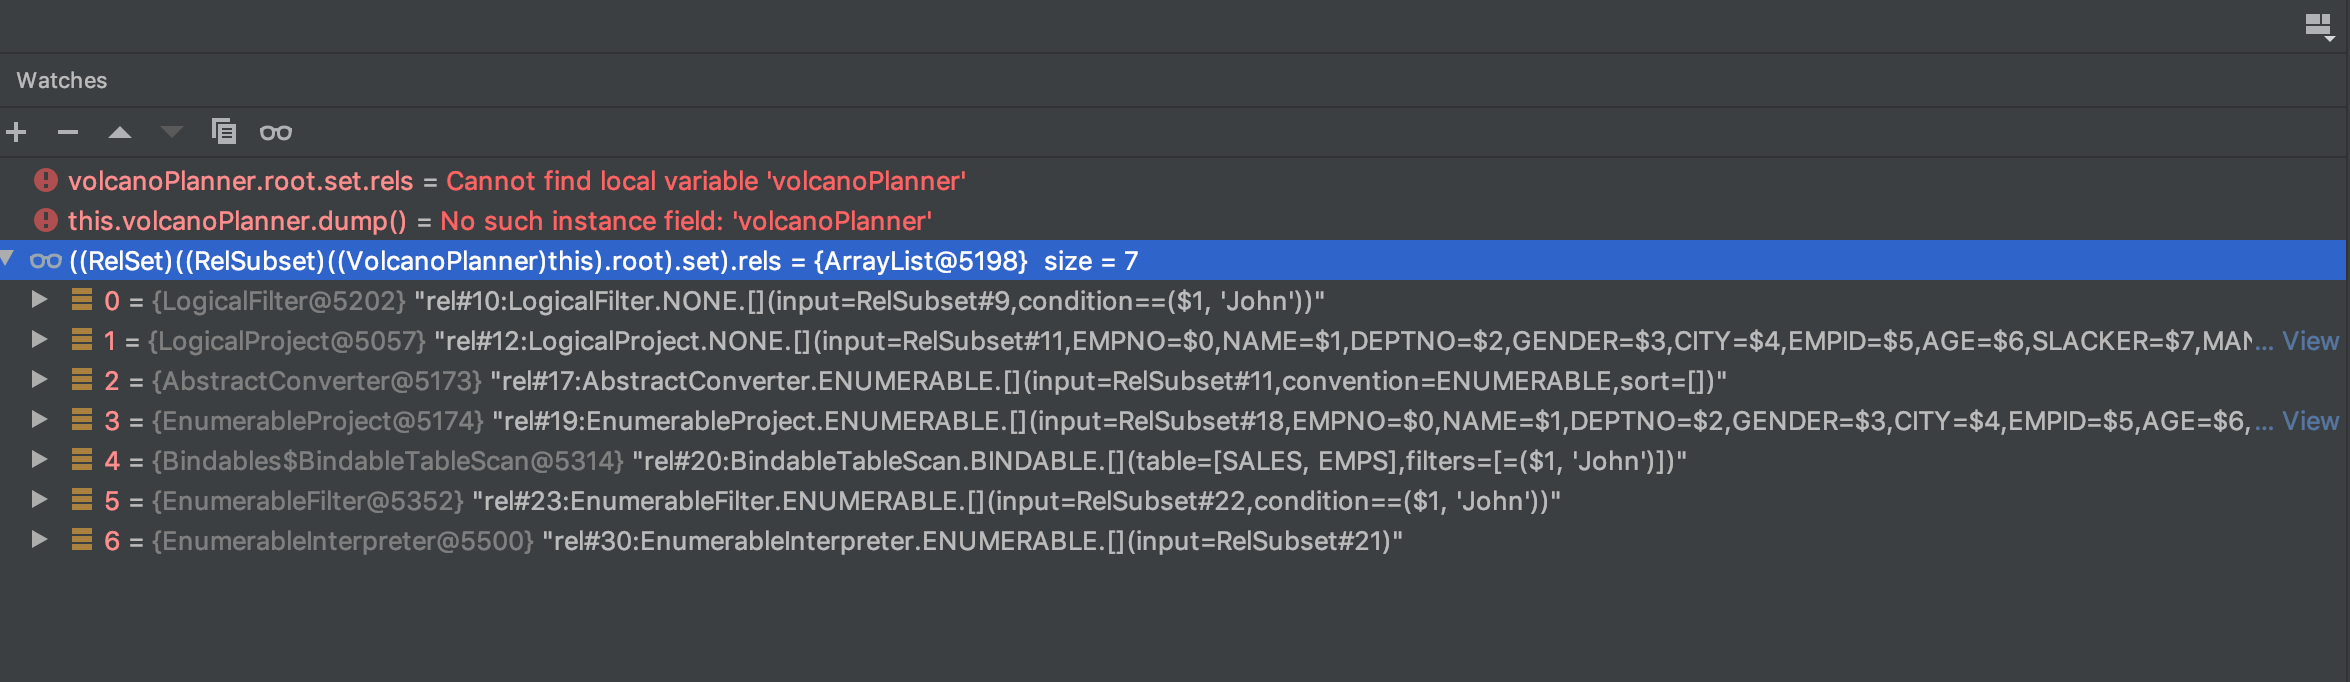 Watches
volcanoPlanner.root.set.rels = Cannot find local variable 'volcanoPlanner'
this.volcanoPlanner.dump() = No such instance field: 'volcanoPlanner'
((RelSet)((RelSubset)((VolcanoPlanner)this).root).set).rels = {ArrayList@5198} size = 7
0 = {LogicalFilter@5202} "rel#10:LogicalFilter.NONE.[](input=RelSubset#9,condition==($1, 'John'))"
1 = {LogicalProject@5057} "rel#12:LogicalProject.NONE.[](input=RelSubset#11,EMPNO=$0,NAME=$1,DEPTNO=$2,GENDER=$3,CITY=$4,EMPID=$5,AGE=$6,SLACKER=$7,MAN... View
2 = {AbstractConverter@5173} "rel#17:AbstractConverter.ENUMERABLE.[](input=RelSubset#11,convention=ENUMERABLE,sort=[])"
3 = {EnumerableProject@5174} "rel#19:EnumerableProject.ENUMERABLE.[](input=RelSubset#18,EMPNO=$0,NAME=$1,DEPTNO=$2,GENDER=$3,CITY=$4,EMPID=$5,AGE=$6,... View
4 = {Bindables$BindableTableScan@5314} "rel#20:BindableTableScan.BINDABLE.[](table=[SALES, EMPS],filters=[=($1, 'John')])"
5 = {EnumerableFilter@5352} "rel#23:EnumerableFilter.ENUMERABLE.[](input=RelSubset#22,condition==($1, 'John'))"
6 = {EnumerableInterpreter@5500} "rel#30:EnumerableInterpreter.ENUMERABLE.[](input=RelSubset#21)"